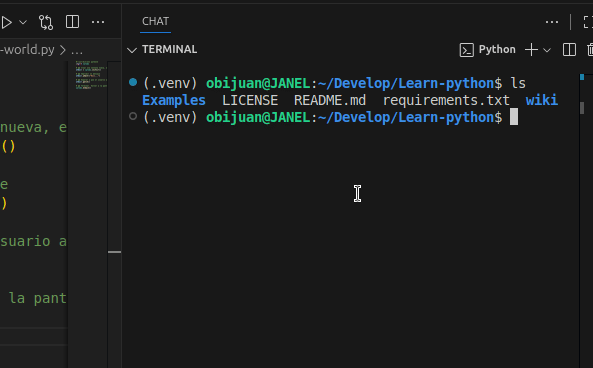 -world.py > ...
CHAT
TERMINAL
Python
(.venv) obijuan@JANEL:~/Develop/Learn-python$ ls
Examples LICENSE README.md requirements.txt wiki
(.venv) obijuan@JANEL:~/Develop/Learn-python$
nueva, e
()
e
)
suario a
la pant